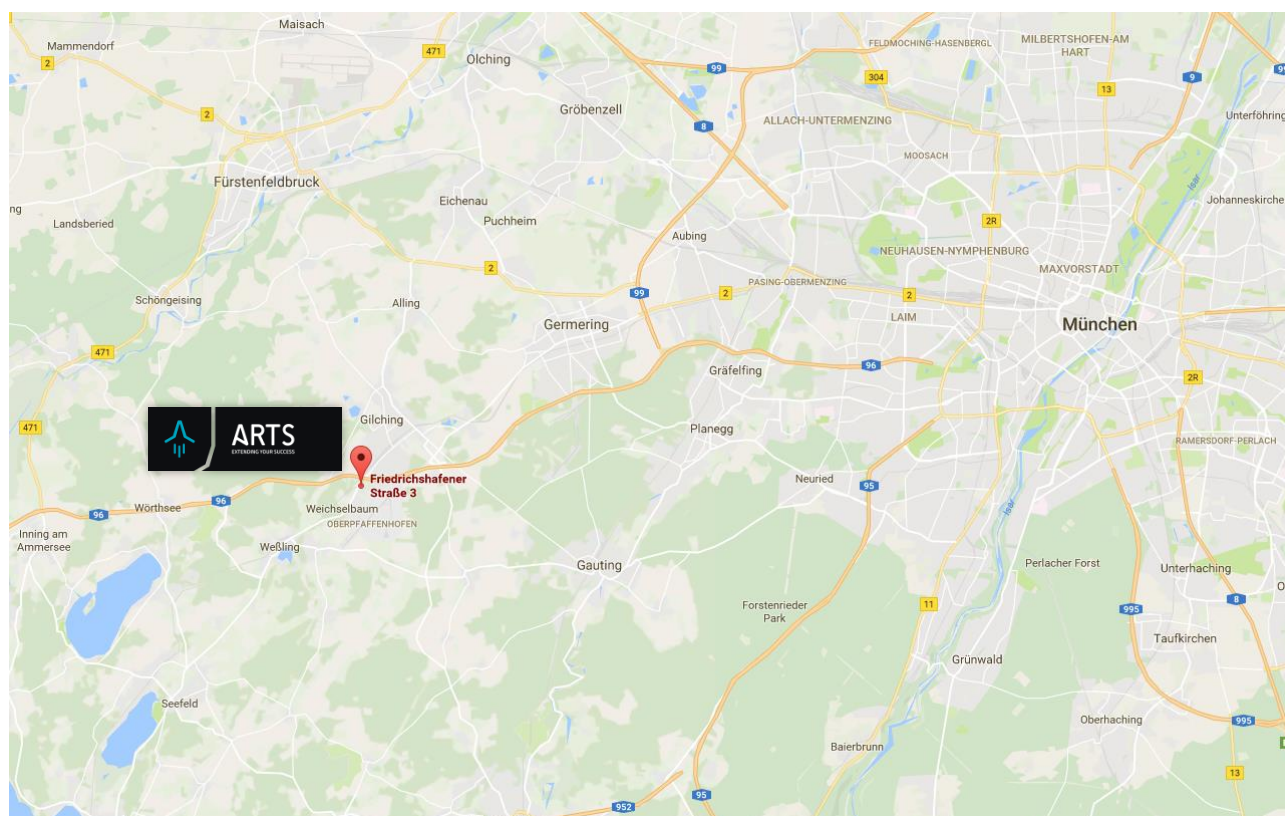 Maisach
Mammendorf
471
2
Olching
FELDMOCHING-HASENBERGL
MILBERTSHOFEN-AM
HART
99
99
304
9
13
Gröbenzell
2
8
ALLACH-UNTERMENZING
Unterföhring
MOOSACH
Fürstenfeldbruck
Isar
Eichenau
Johanneskirche
ng
Landsberied
Puchheim
2R
Aubing
NEUHAUSEN-NYMPHENBURG
2
MAXVORSTADT
PASING-OBERMENZING
99
2
2
Schöngeising
Alling
LAIM
Germering
München
471
96
Gräfelfing
2R
Gilching
471
ARTS
EXTENDING YOUR SUCCESS
Planegg
RAMERSDORF-PERLACH
Friedrichshafener
Straße 3
Neuried
95
96
Wörthsee
96
Weichselbaum
OBERPFAFFENHOFEN
Isar
Inning am
Ammersee
Weßling
Gauting
Perlacher Forst
Unterhaching
O
8
Forstenrieder
Park
11
995
Taufkirchen
Grünwald
Seefeld
Oberhaching
995
Baierbrunn
13
95
952